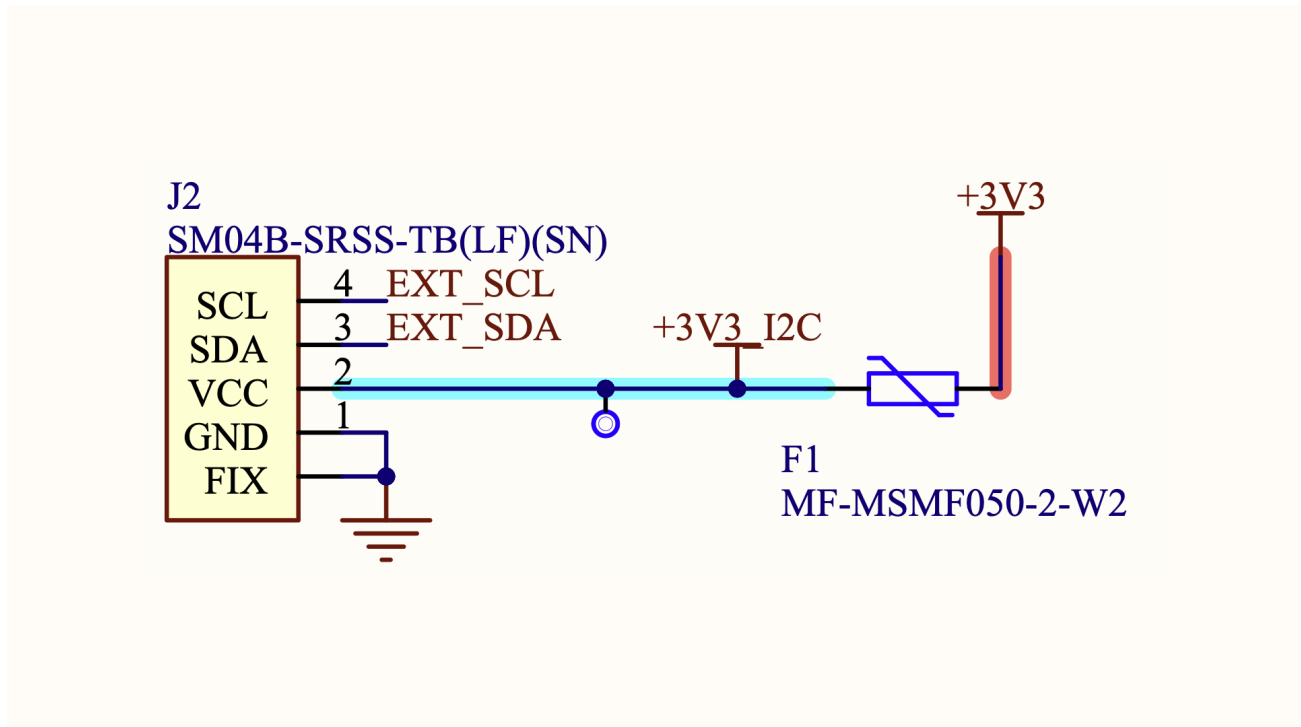 J2
SM04B-SRSS-TB(LF)(SN)
+3V3
SCL
4
EXT_SCL
SDA
3
EXT_SDA
+3V3_I2C
VCC
2
GND
1
FIX
F1
MF-MSMF050-2-W2